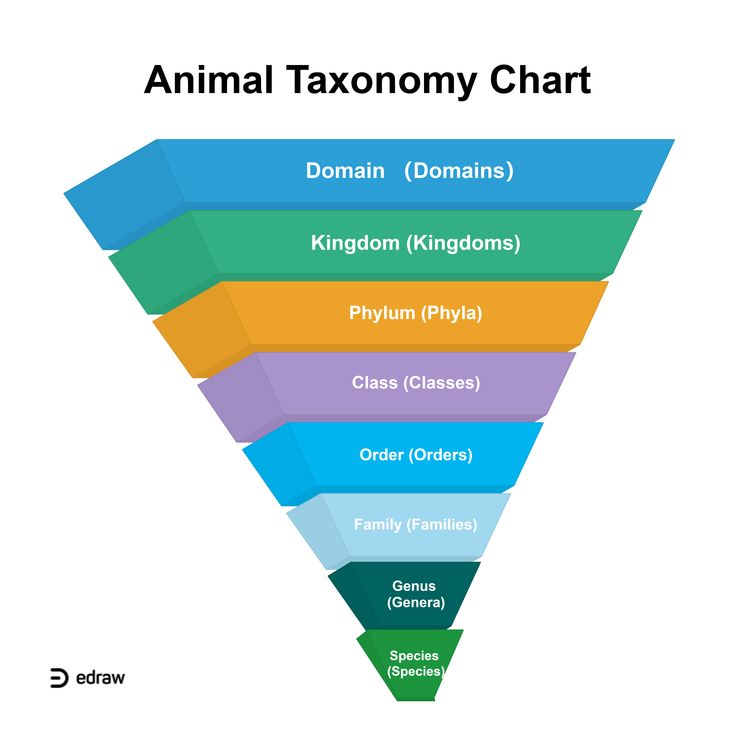 Animal Taxonomy Chart
Domain （Domains）
Kingdom (Kingdoms)
Phylum (Phyla)
Class (Classes)
Order (Orders)
Family (Families)
Genus
(Genera)
Species
(Species)
edraw